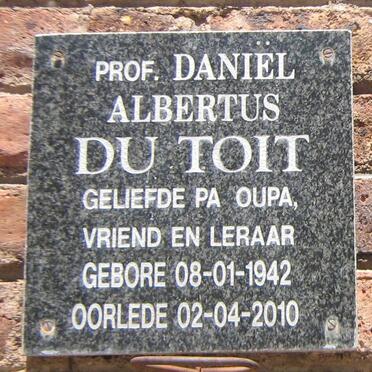 PROF. DANIËL
ALBERTUS
DU TOIT
GELIEFDE PA OUPA,
VRIEND EN LERAAR
GEBORE 08-01-1942
OORLEDE 02-04-2010